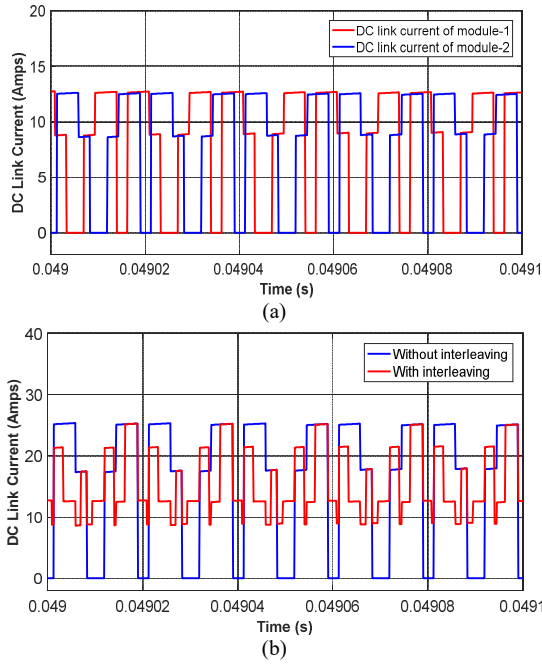 DC Link Current (Amps)
20
15
10
5
0
DC link current of module-1
DC link current of module-2
0.049 0.04902 0.04904 0.04906 0.04908 0.0491
Time (s)
(a)
DC Link Current (Amps)
40
30
20
10
0
Without interleaving
With interleaving
0.049 0.04902 0.04904 0.04906 0.04908 0.0491
Time (s)
(b)